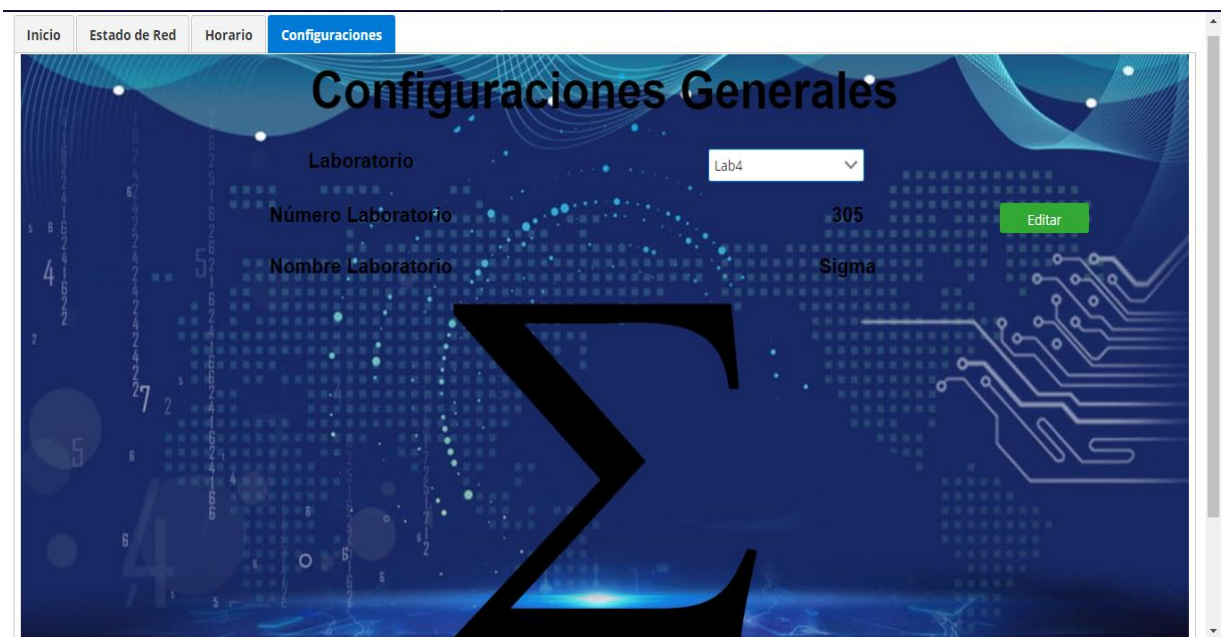 Inicio Estado de Red Horario Configuraciones
Configuraciones Generales
Laboratorio Lab4
Número Laboratorio 305 Editar
Nombre Laboratorio Sigma
Σ